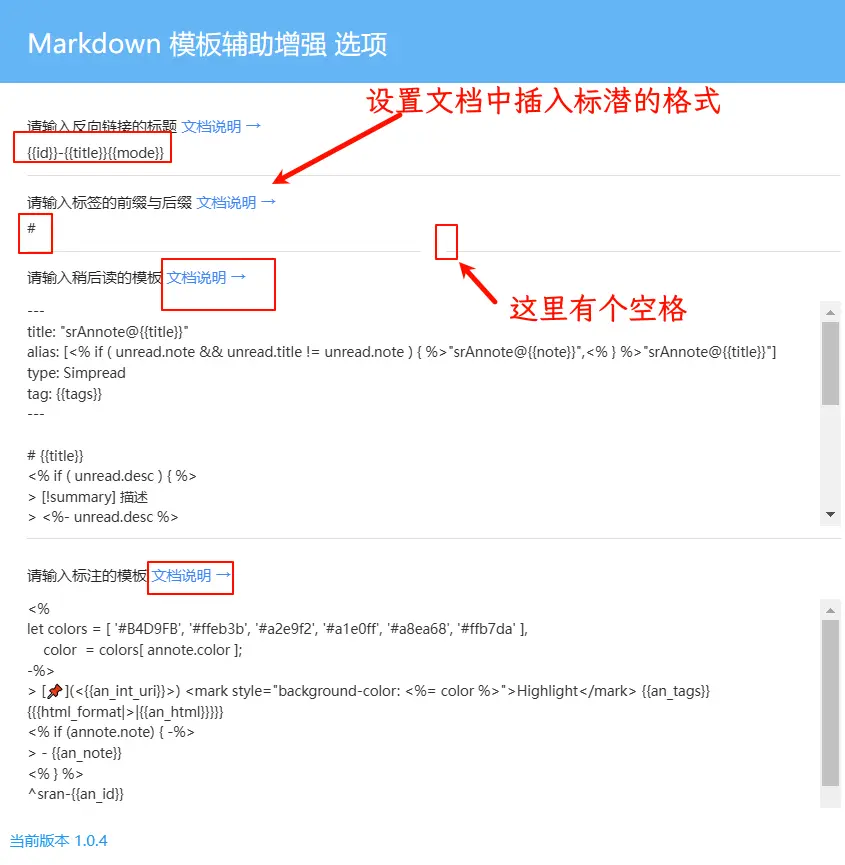 Markdown 模板辅助增强 选项
设置文档中插入标潜的格式
请输入反向链接的标题 文档说明 →
{{id}}-{{title}}{{mode}}
请输入标签的前缀与后缀 文档说明 →
#
请输入稍后读的模板 文档说明 →
这里有个空格
---
title: "srAnnote@{{title}}"
alias: [<% if ( unread.note && unread.title != unread.note ) { %>"srAnnote@{{note}}",<% } %>"srAnnote@{{title}}"]
type: Simpread
tag: {{tags}}
---
# {{title}}
<% if ( unread.desc ) { %>
> [!summary] 描述
> <%- unread.desc %>
请输入标注的模板 文档说明 →
<%
let colors = [ '#B4D9FB', '#ffeb3b', '#a2e9f2', '#a1e0ff', '#a8ea68', '#ffb7da' ],
color = colors[ annote.color ];
-%>
> [📌](<{{an_int_uri}}>) <mark style="background-color: <%= color %>">Highlight</mark> {{an_tags}}
{{{html_format|>|{{an_html}}}}}
<% if (annote.note) { -%>
> - {{an_note}}
<% } %>
^sran-{{an_id}}
当前版本 1.0.4